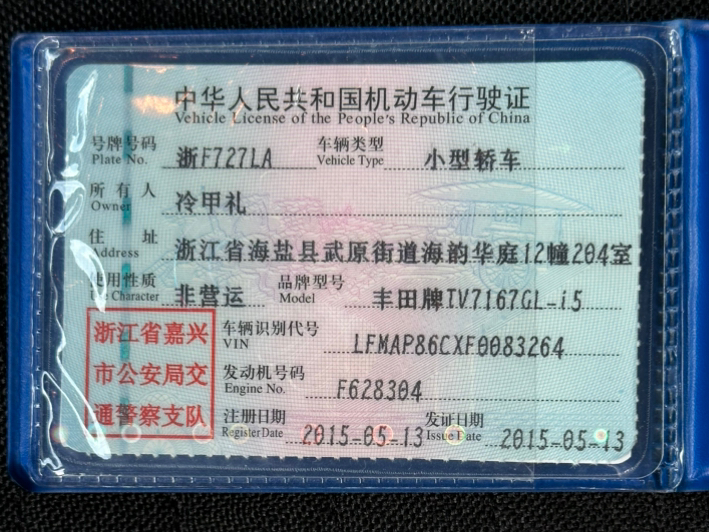 中华人民共和国机动车行驶证
Vehicle License of the People's Republic of China
号牌号码 浙F727LA 车辆类型 小型轿车
Plate No. Vehicle Type
所有人 冷甲礼
Owner
住址 浙江省海盐县武原街道海韵华庭12幢204室
Address
使用性质 非营运 品牌型号 丰田牌TV7167GL-i5
Use Character Model
浙江省嘉兴
市公安局交
通警察支队
车辆识别代号 LFMAP86CXF0083264
VIN
发动机号码 F628304
Engine No.
注册日期 2015-05-13 发证日期 2015-05-13
Register Date Issue Date